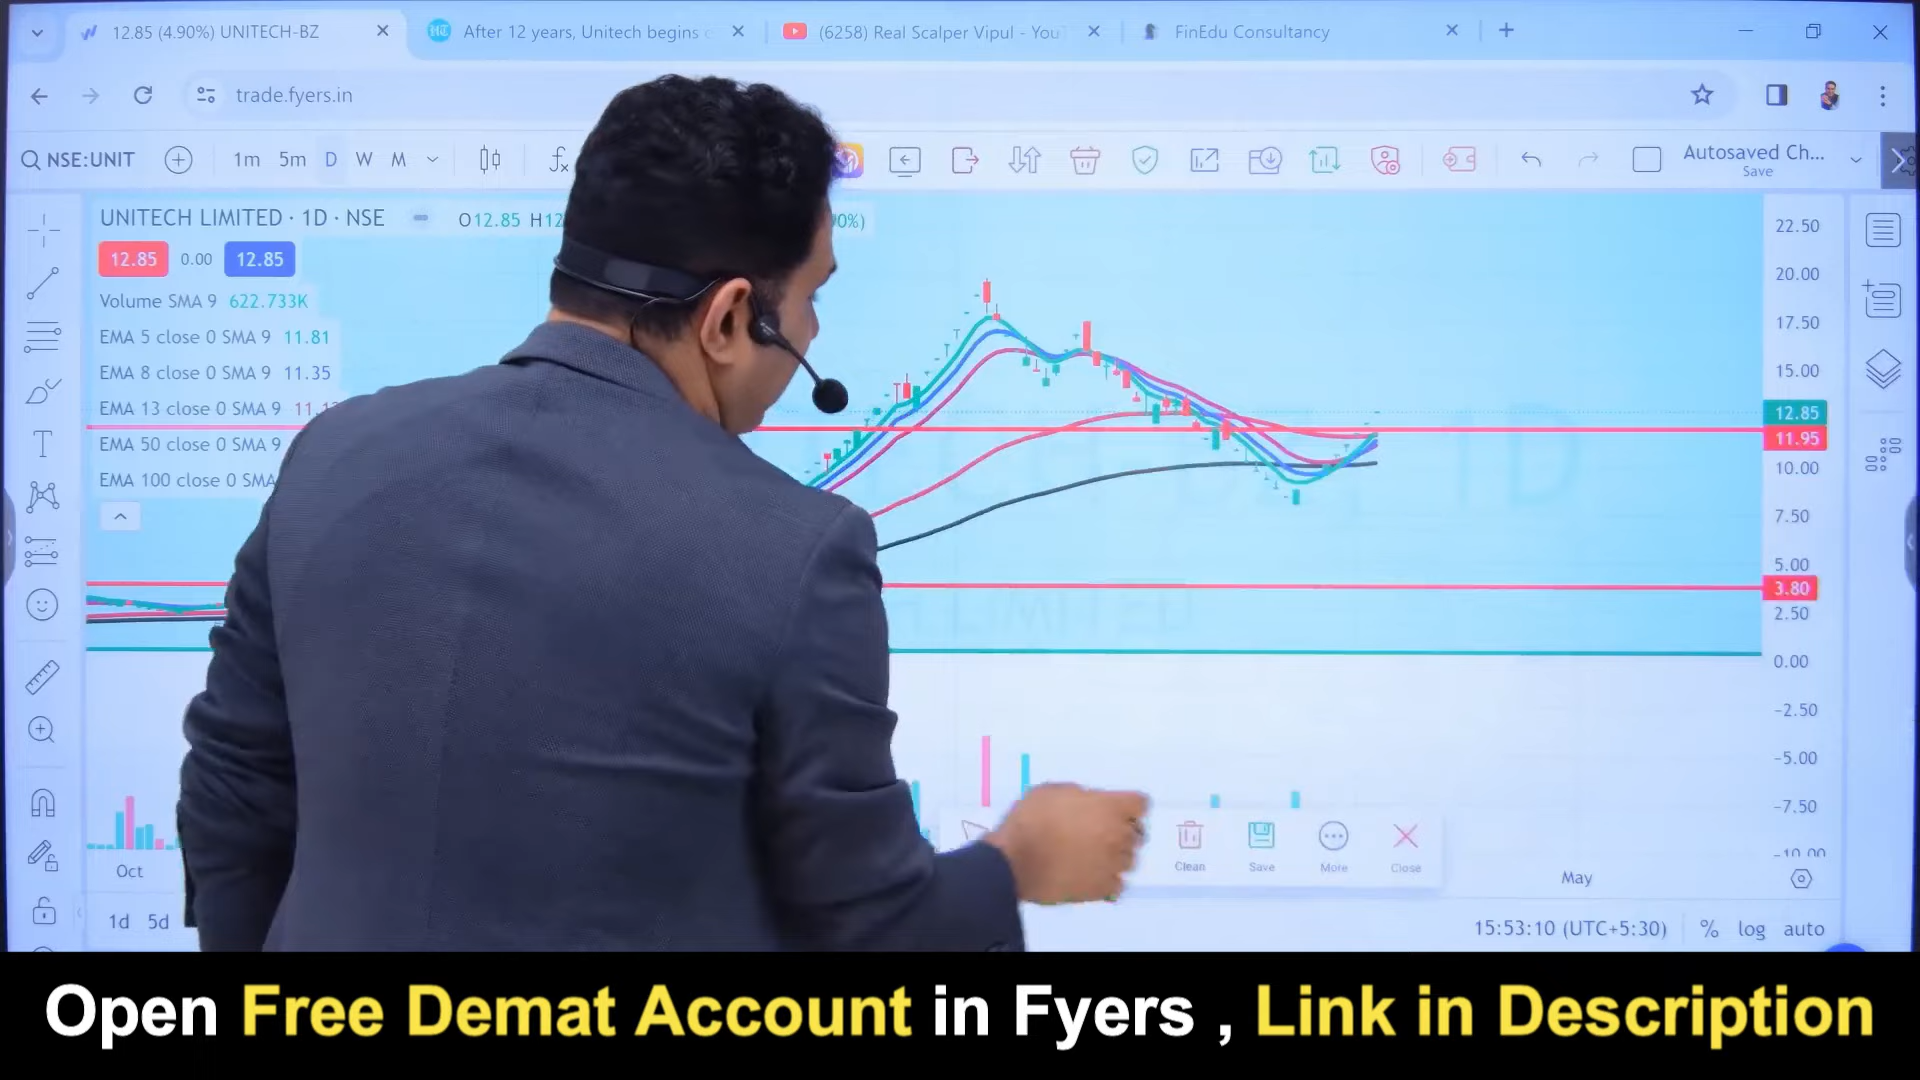 12.85 (4.90%) UNITECH-BZ
After 12 years, Unitech begins
(6258) Real Scalper Vipul - YouT
FinEdu Consultancy
trade.fyers.in
NSE:UNIT
1m 5m D W M
Autosaved Ch...
Save
UNITECH LIMITED · 1D · NSE
O12.85 H12
0%)
12.85 0.00 12.85
Volume SMA 9 622.733K
EMA 5 close 0 SMA 9 11.81
EMA 8 close 0 SMA 9 11.35
EMA 13 close 0 SMA 9
EMA 50 close 0 SMA 9
EMA 100 close 0 SMA
22.50
20.00
17.50
15.00
12.85
11.95
10.00
7.50
5.00
3.80
2.50
0.00
-2.50
-5.00
-7.50
-10.00
LIMITED
Clean
Save
More
Close
Oct
May
1d 5d
15:53:10 (UTC+5:30) % log auto
Open Free Demat Account in Fyers , Link in Description